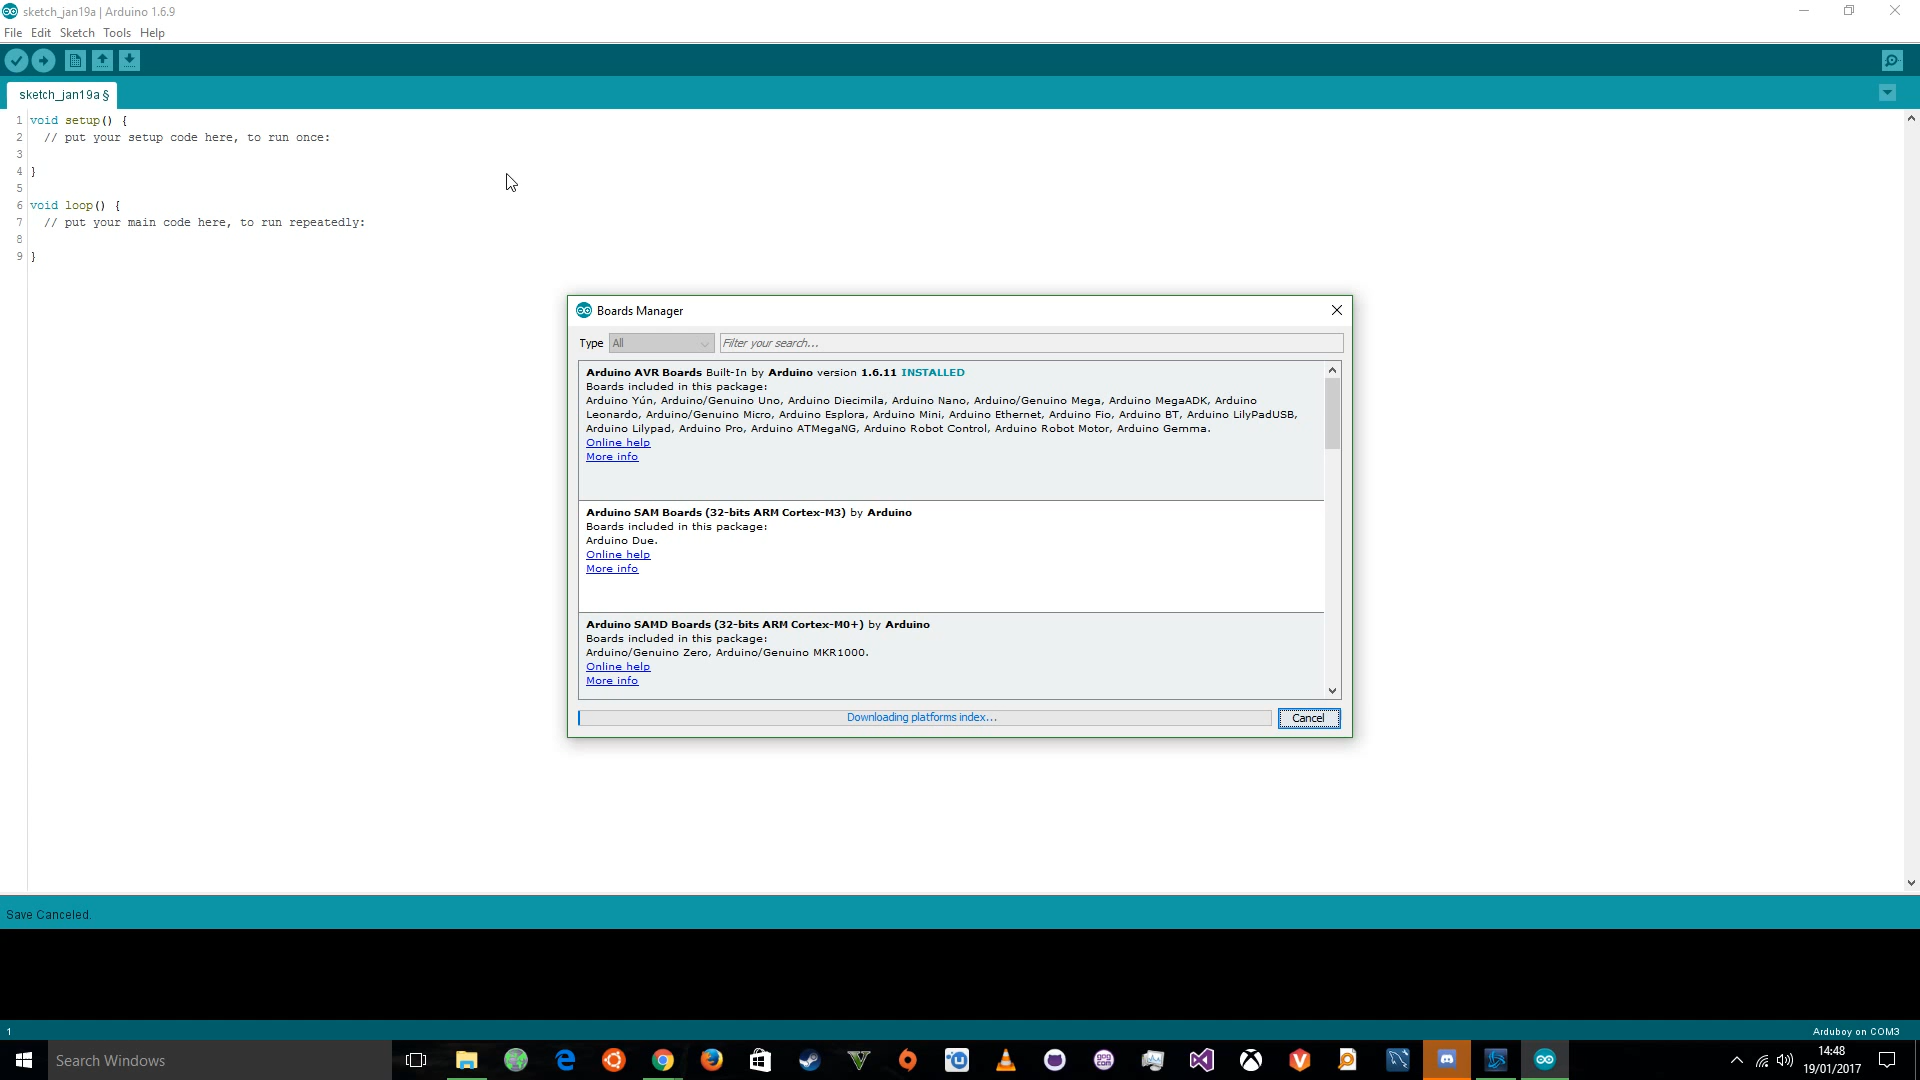 sketch_jan19a | Arduino 1.6.9
File Edit Sketch Tools Help
sketch_jan19a §
1 void setup() {
2 // put your setup code here, to run once:
3
4 }
5
6 void loop() {
7 // put your main code here, to run repeatedly:
8
9 }
Boards Manager
Type All Filter your search...
Arduino AVR Boards Built-In by Arduino version 1.6.11 INSTALLED
Boards included in this package:
Arduino Yún, Arduino/Genuino Uno, Arduino Diecimila, Arduino Nano, Arduino/Genuino Mega, Arduino MegaADK, Arduino
Leonardo, Arduino/Genuino Micro, Arduino Esplora, Arduino Mini, Arduino Ethernet, Arduino Fio, Arduino BT, Arduino LilyPadUSB,
Arduino Lilypad, Arduino Pro, Arduino ATMegaNG, Arduino Robot Control, Arduino Robot Motor, Arduino Gemma.
Online help
More info
Arduino SAM Boards (32-bits ARM Cortex-M3) by Arduino
Boards included in this package:
Arduino Due.
Online help
More info
Arduino SAMD Boards (32-bits ARM Cortex-M0+) by Arduino
Boards included in this package:
Arduino/Genuino Zero, Arduino/Genuino MKR1000.
Online help
More info
Downloading platforms index... Cancel
Save Canceled.
1 Arduboy on COM3
Search Windows
14:48
19/01/2017